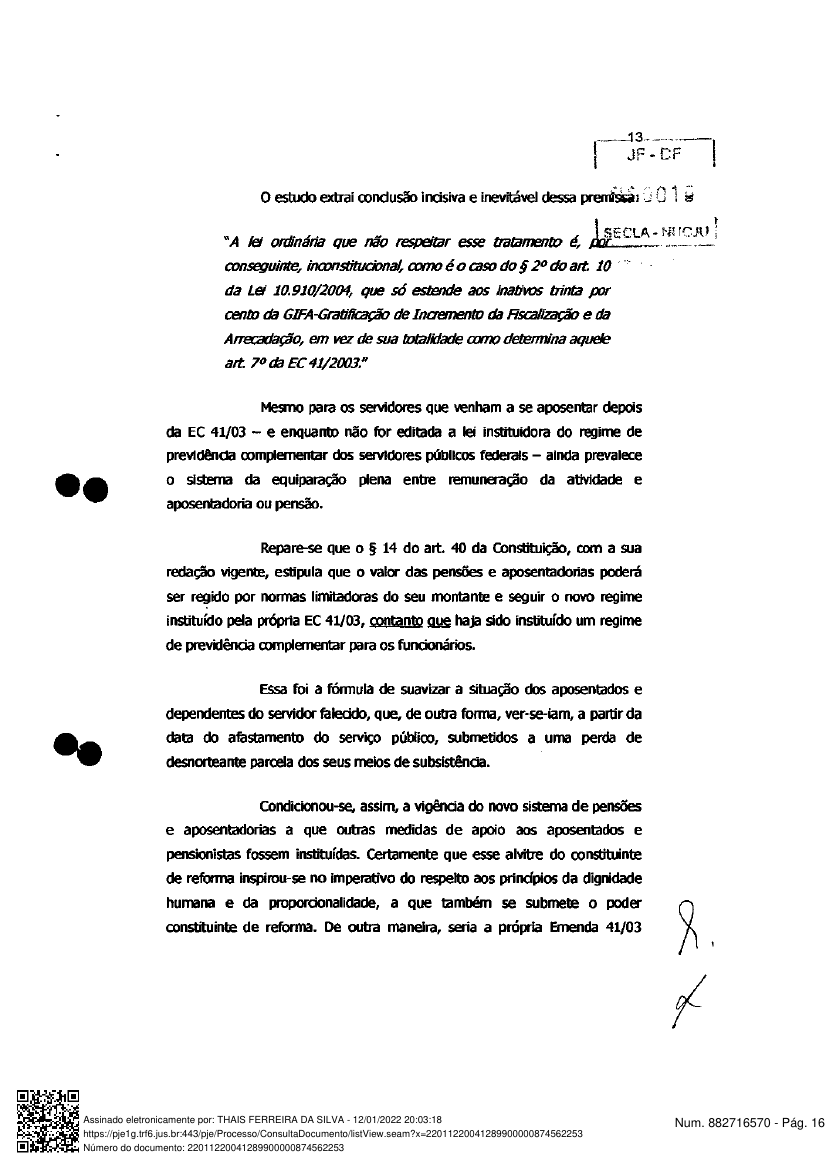 13
JF - DF
O estudo extrai conclusão incisiva e inevitável dessa premissa:
0019
SECLA - NUCJU
"A lei ordinária que não respeitar esse tratamento é, por
conseguinte, inconstitucional, como é o caso do § 2º do art. 10
da Lei 10.910/2004, que só estende aos inativos trinta por
cento da GIFA-Gratificação de Incremento da Fiscalização e da
Arrecadação, em vez de sua totalidade como determina aquele
art. 7º da EC 41/2003."
Mesmo para os servidores que venham a se aposentar depois
da EC 41/03 – e enquanto não for editada a lei instituidora do regime de
previdência complementar dos servidores públicos federais – ainda prevalece
o sistema da equiparação plena entre remuneração da atividade e
aposentadoria ou pensão.
Repare-se que o § 14 do art. 40 da Constituição, com a sua
redação vigente, estipula que o valor das pensões e aposentadorias poderá
ser regido por normas limitadoras do seu montante e seguir o novo regime
instituído pela própria EC 41/03, contanto que haja sido instituído um regime
de previdência complementar para os funcionários.
Essa foi a fórmula de suavizar a situação dos aposentados e
dependentes do servidor falecido, que, de outra forma, ver-se-iam, a partir da
data do afastamento do serviço público, submetidos a uma perda de
desnorteante parcela dos seus meios de subsistência.
Condicionou-se, assim, a vigência do novo sistema de pensões
e aposentadorias a que outras medidas de apoio aos aposentados e
pensionistas fossem instituídas. Certamente que esse alvitre do constituinte
de reforma inspirou-se no imperativo do respeito aos princípios da dignidade
humana e da proporcionalidade, a que também se submete o poder
constituinte de reforma. De outra maneira, seria a própria Emenda 41/03
Assinado eletronicamente por: THAIS FERREIRA DA SILVA - 12/01/2022 20:03:18
https://pje1g.trf6.jus.br:443/pje/Processo/ConsultaDocumento/listView.seam?x=22011220041289900000874562253
Número do documento: 22011220041289900000874562253
Num. 882716570 - Pág. 16